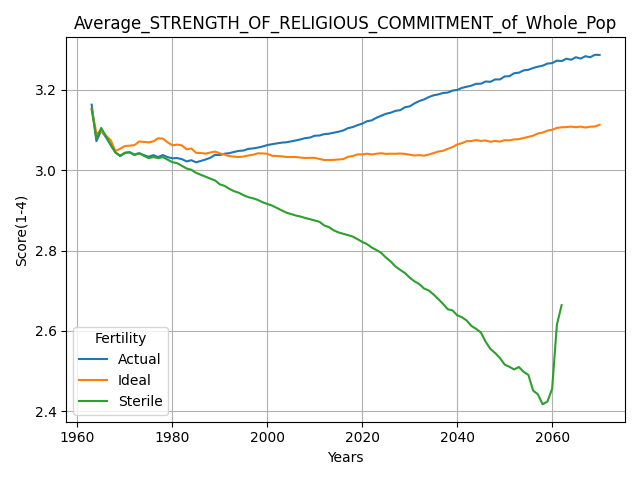 Average_STRENGTH_OF_RELIGIOUS_COMMITMENT_of_Whole_Pop
Score(1-4)
3.2
3.0
2.8
2.6
2.4
Fertility
Actual
Ideal
Sterile
1960 1980 2000 2020 2040 2060
Years